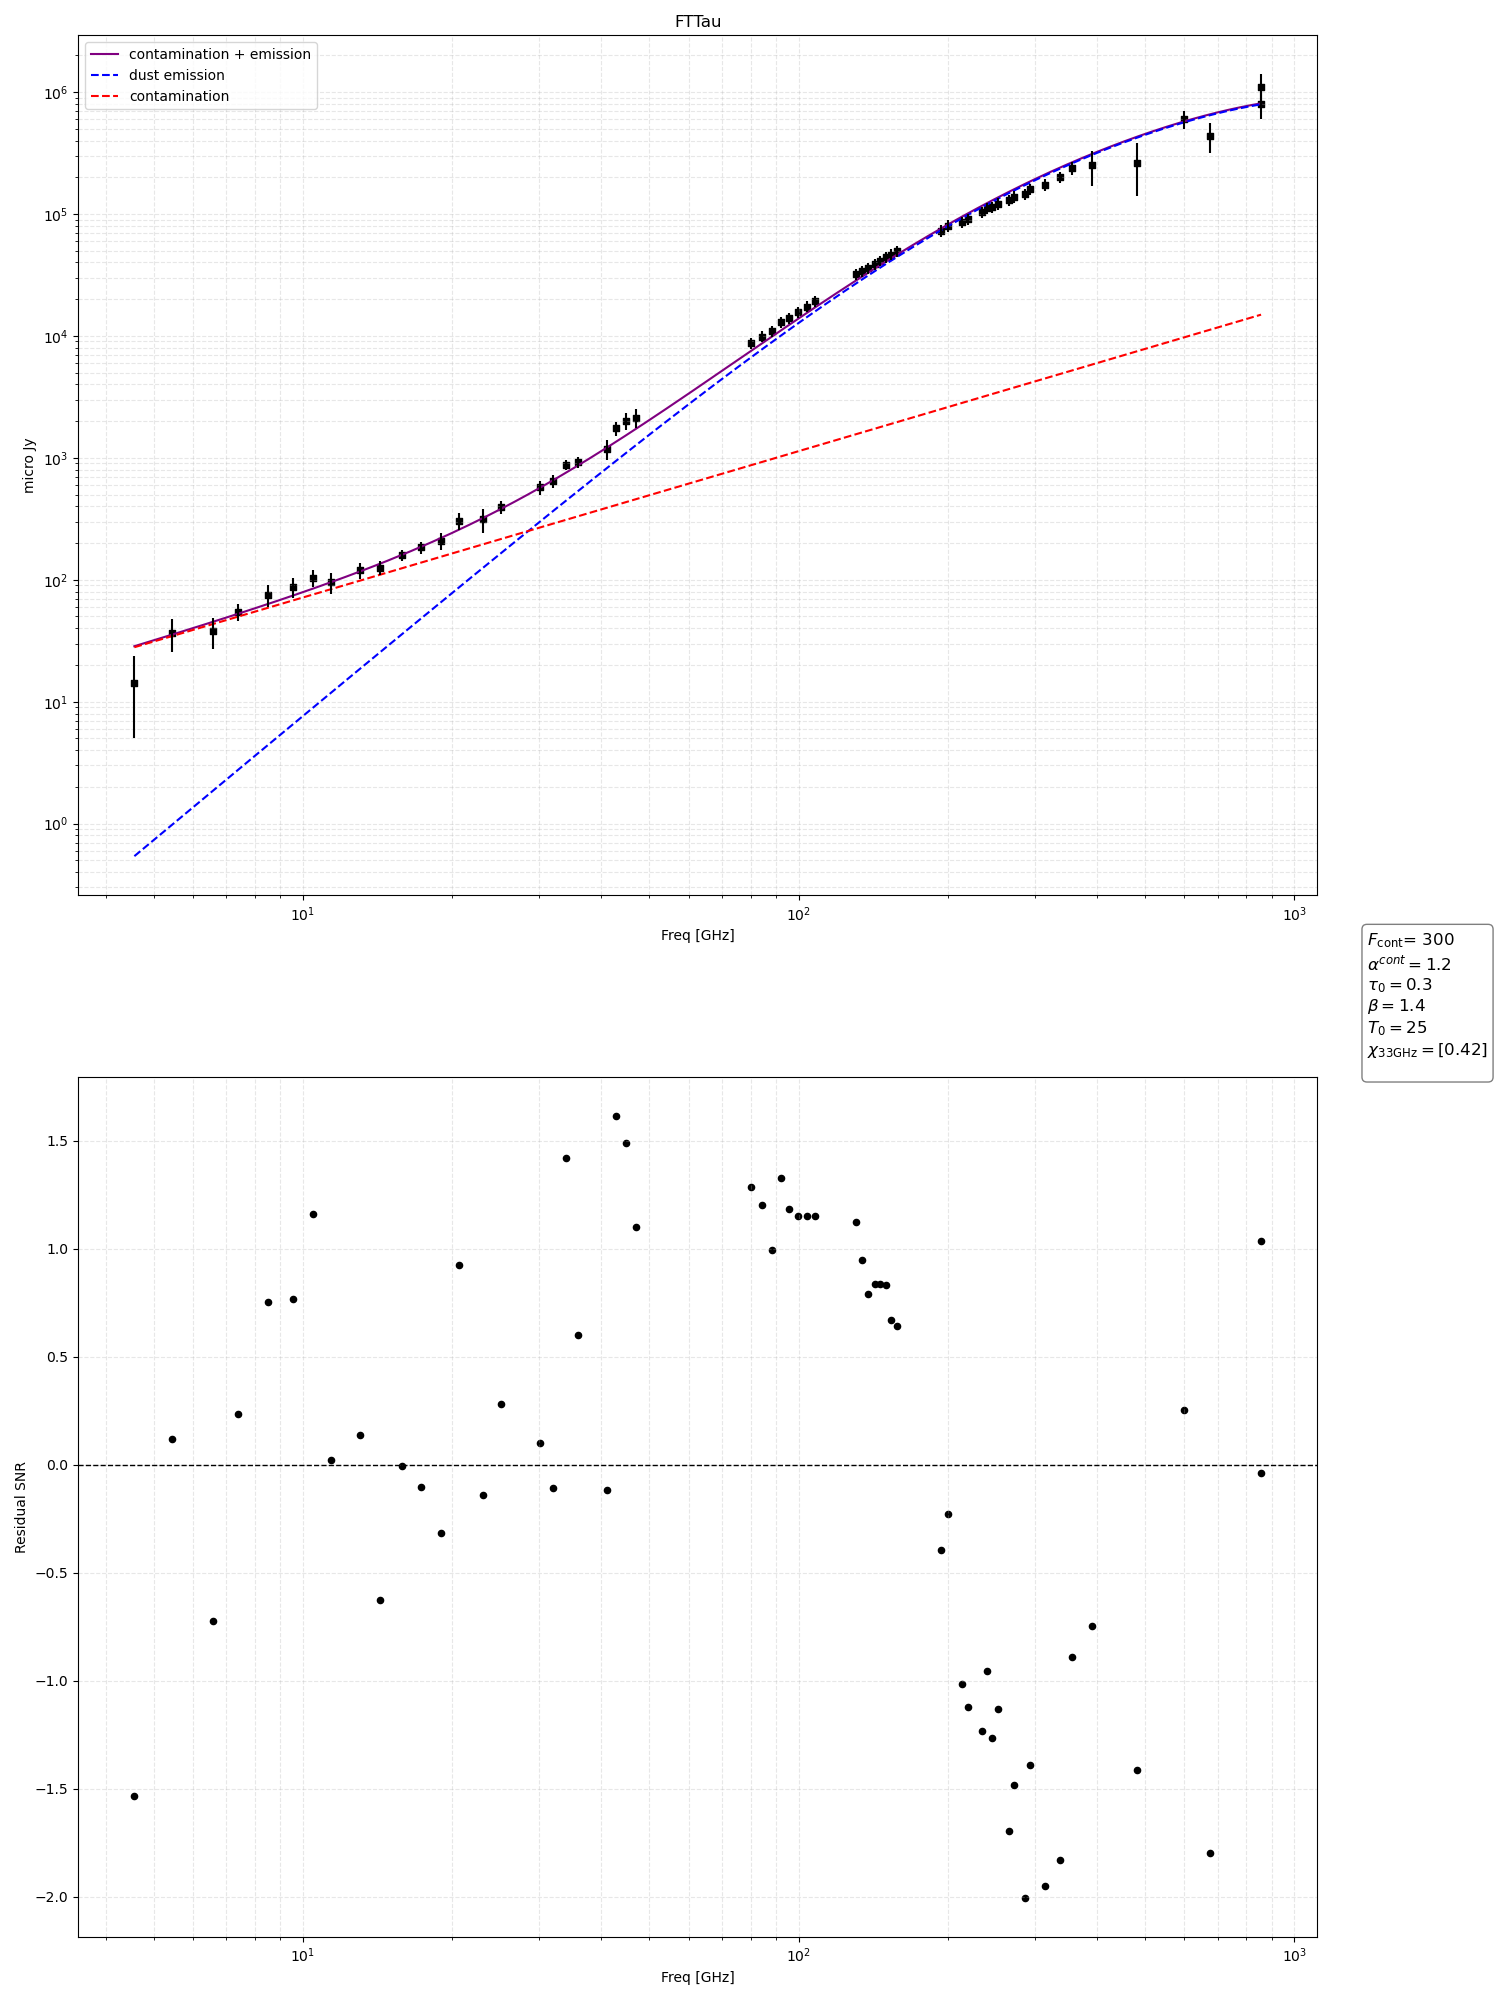 FTTau
contamination + emission
dust emission
contamination
10⁶
10⁵
10⁴
10³
10²
10¹
10⁰
micro Jy
10¹ 10² 10³
Freq [GHz]
F_cont= 300
α^cont = 1.2
τ₀ = 0.3
β = 1.4
T₀ = 25
χ_33GHz = [0.42]
1.5
1.0
0.5
0.0
−0.5
−1.0
−1.5
−2.0
Residual SNR
10¹ 10² 10³
Freq [GHz]